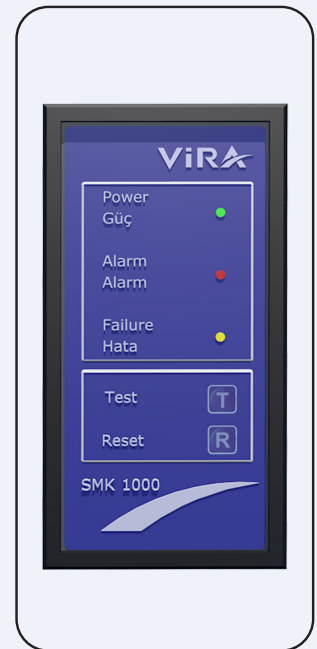 ViRA
Power
Güç
Alarm
Alarm
Failure
Hata
Test T
Reset R
SMK 1000